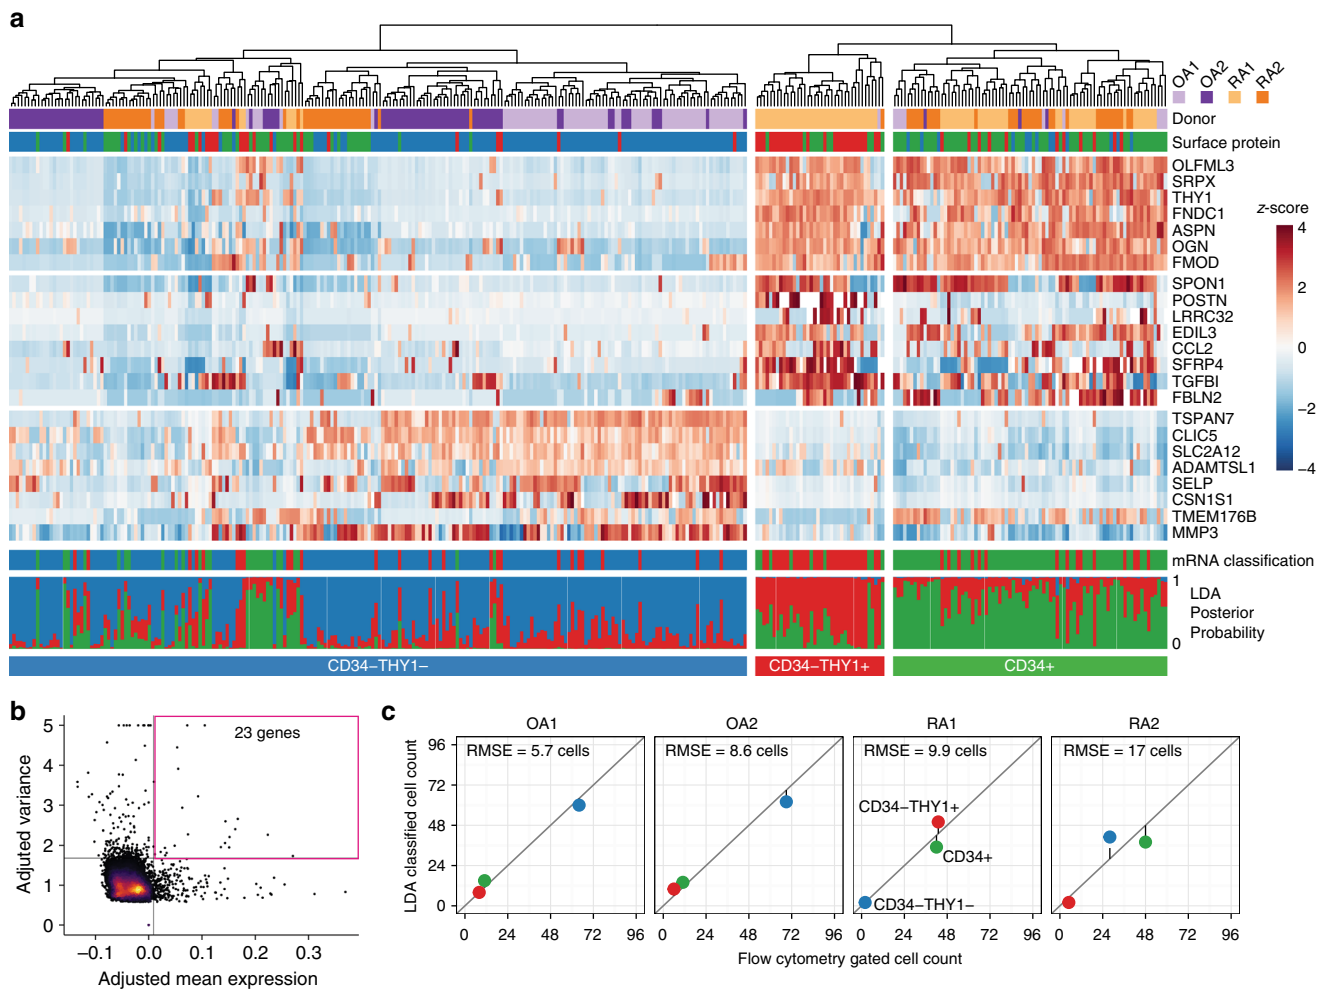 a
OA1
OA2
RA1
RA2
Donor
Surface protein
OLFML3
SRPX
THY1
FNDC1
ASPN
OGN
FMOD
SPON1
POSTN
LRRC32
EDIL3
CCL2
SFRP4
TGFBI
FBLN2
TSPAN7
CLIC5
SLC2A12
ADAMTSL1
SELP
CSN1S1
TMEM176B
MMP3
z-score
4
2
0
−2
−4
mRNA classification
1
LDA
Posterior
Probability
0
CD34−THY1−
CD34−THY1+
CD34+
b
23 genes
Adjuted variance
5
4
3
2
1
0
−0.1
0.0
0.1
0.2
0.3
Adjusted mean expression
c
OA1
OA2
RA1
RA2
RMSE = 5.7 cells
RMSE = 8.6 cells
RMSE = 9.9 cells
RMSE = 17 cells
CD34−THY1+
CD34+
CD34−THY1−
LDA classified cell count
96
72
48
24
0
0 24 48 72 96
0 24 48 72 96
0 24 48 72 96
0 24 48 72 96
Flow cytometry gated cell count